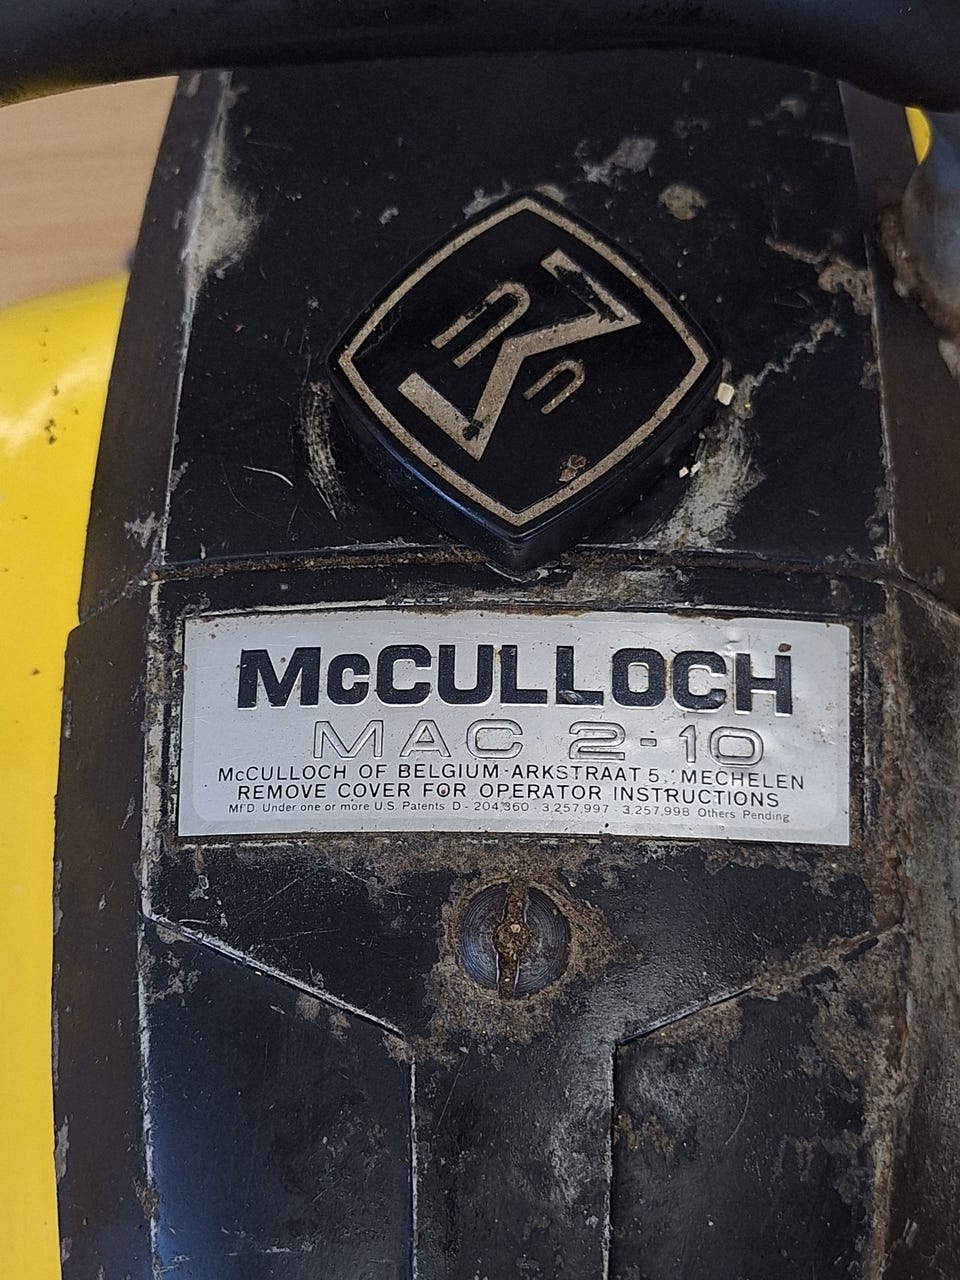 McCULLOCH
MAC 2-10
McCULLOCH OF BELGIUM-ARKSTRAAT 5, MECHELEN
REMOVE COVER FOR OPERATOR INSTRUCTIONS
Mf'D. Under one or more U.S. Patents D - 204,360 - 3,257,997 - 3,257,998 Others Pending